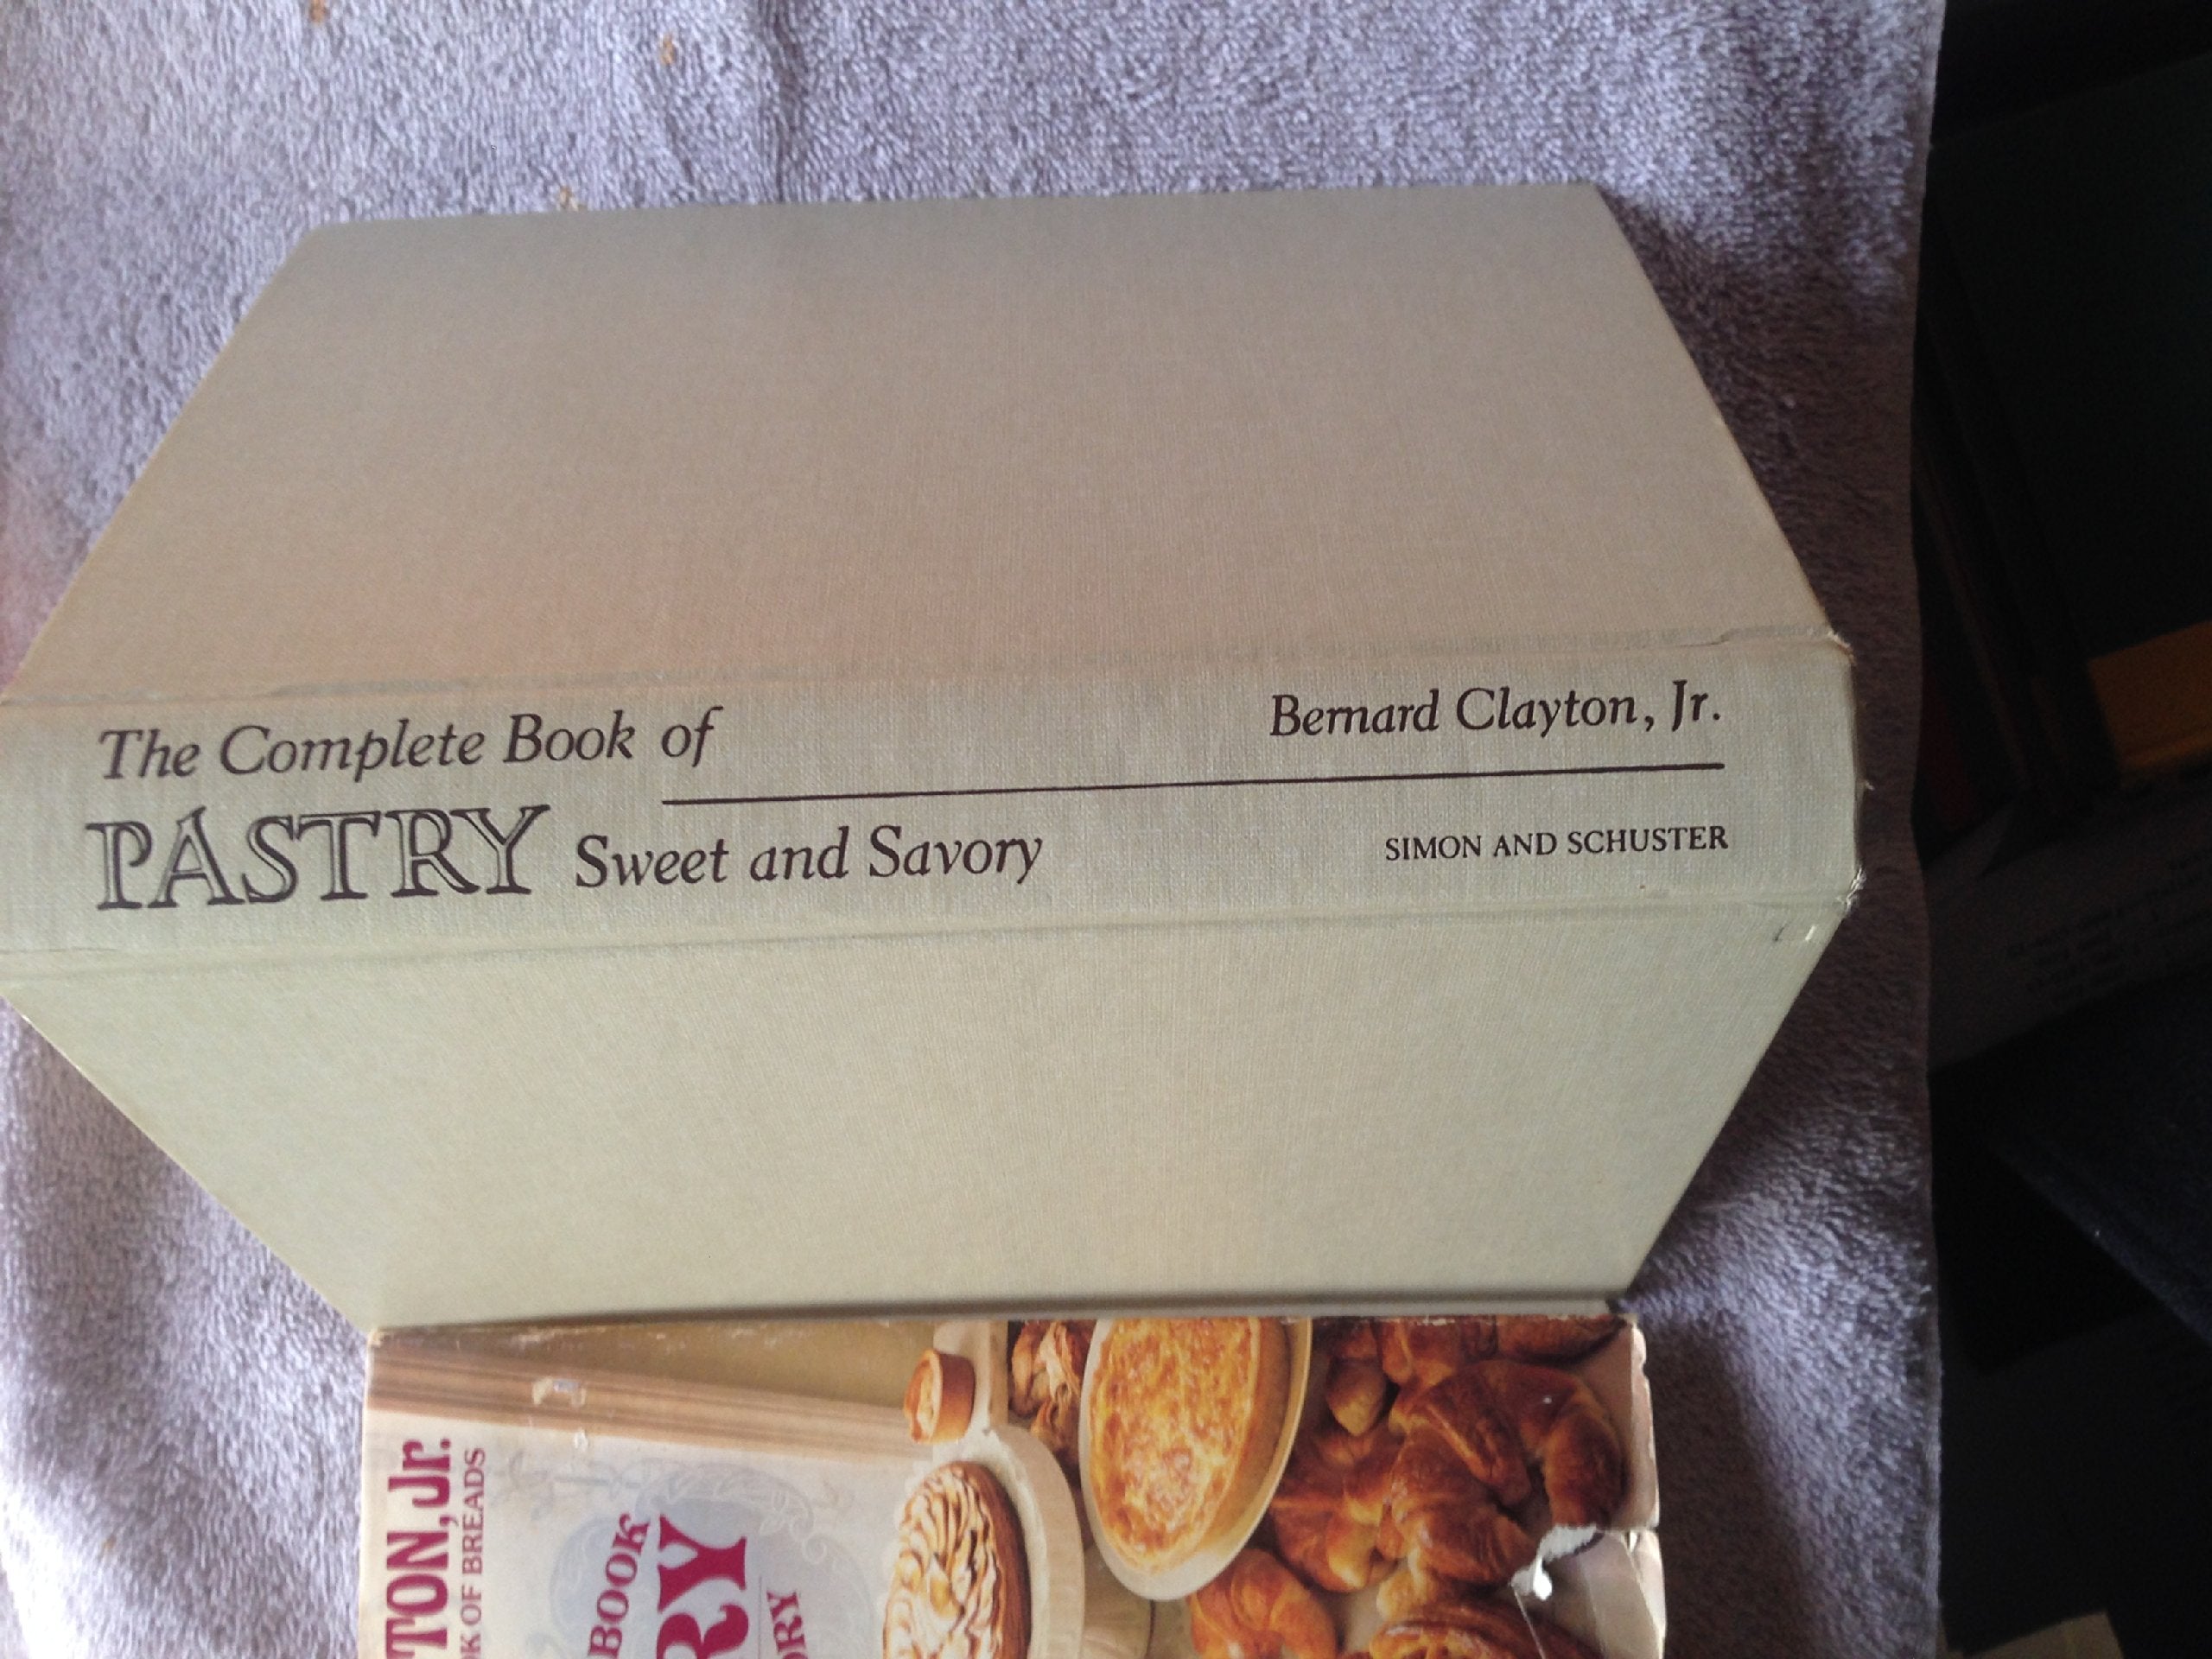 The Complete Book of
PASTRY Sweet and Savory
Bernard Clayton, Jr.
SIMON AND SCHUSTER
TON, Jr.
OK OF BREADS
BOOK
RY
ORY